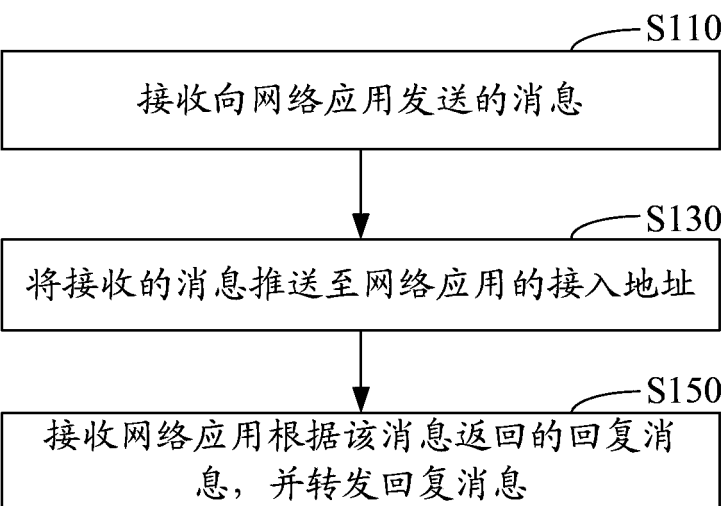 S110
接收向网络应用发送的消息
S130
将接收的消息推送至网络应用的接入地址
S150
接收网络应用根据该消息返回的回复消
息，并转发回复消息